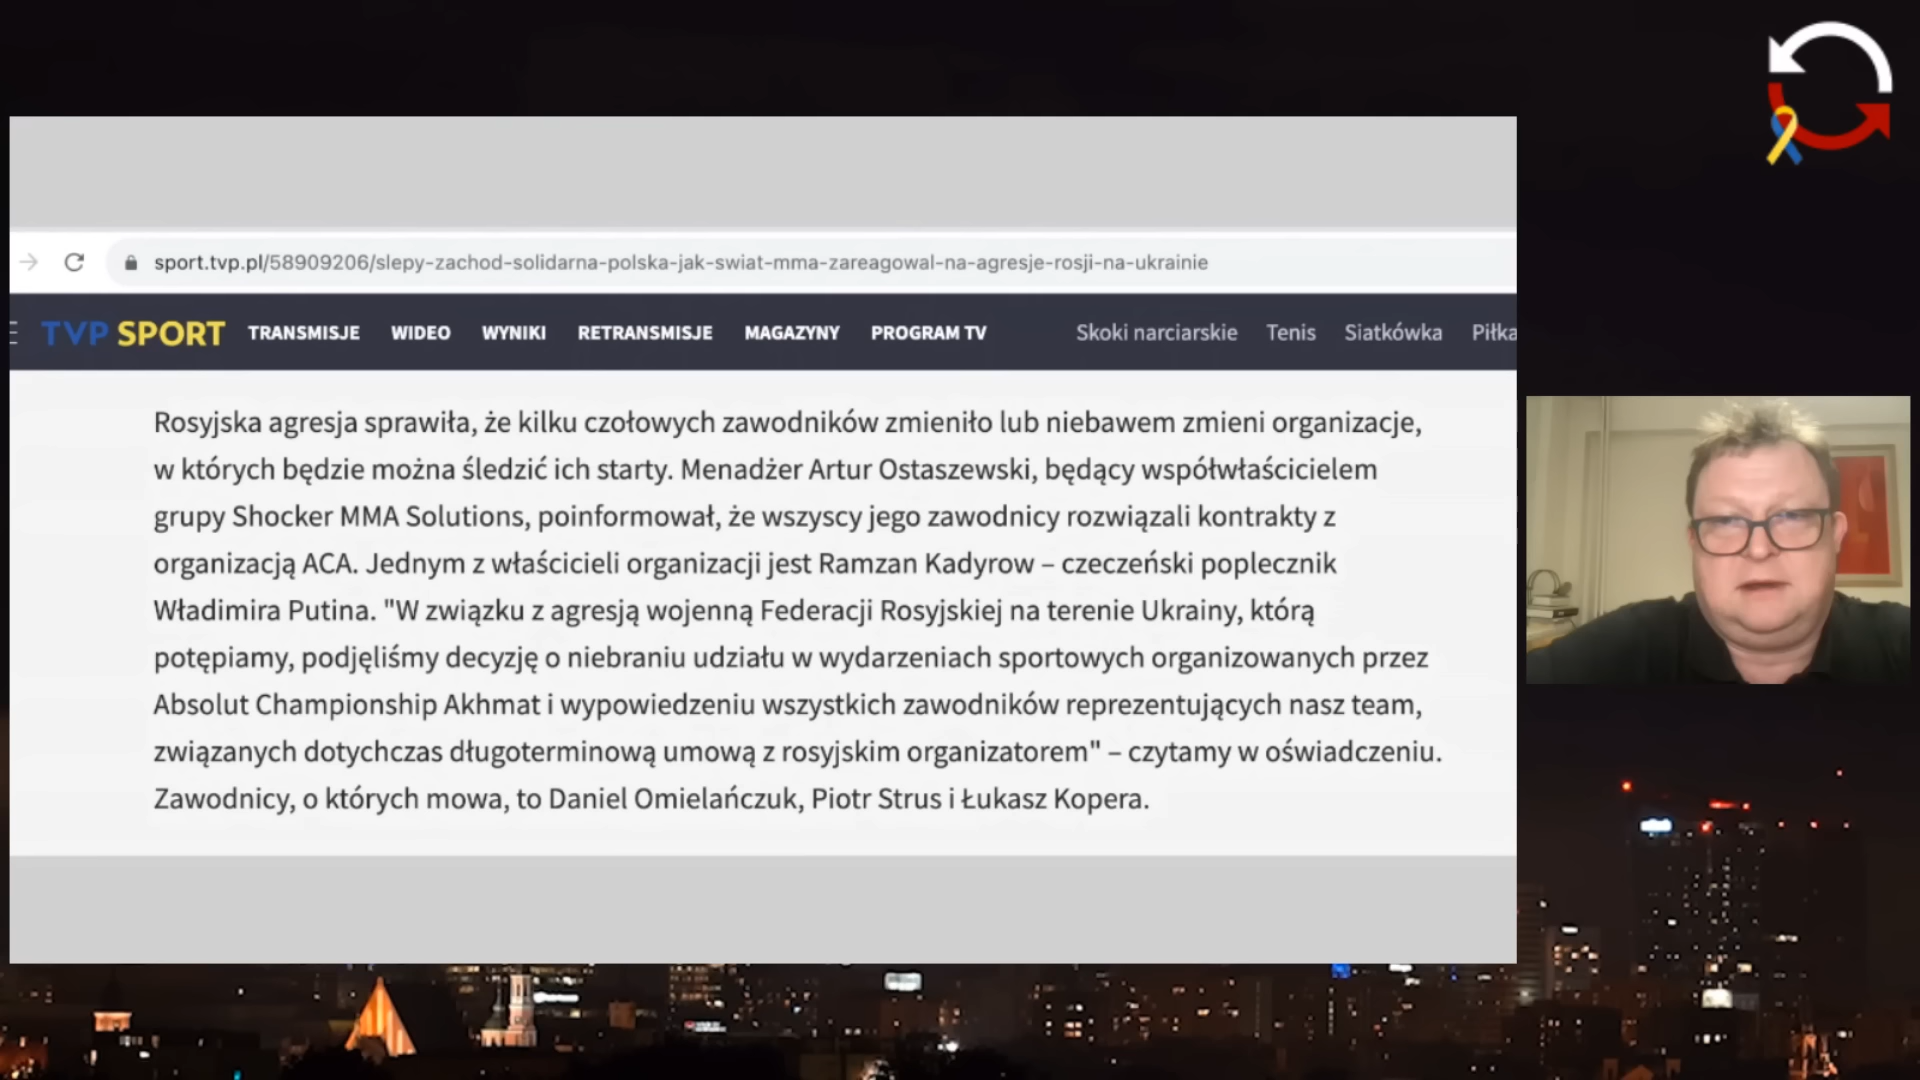 sport.tvp.pl/58909206/slepy-zachod-solidarna-polska-jak-swiat-mma-zareagowal-na-agresje-rosji-na-ukrainie
TVP SPORT TRANSMISJE WIDEO WYNIKI RETRANSMISJE MAGAZYNY PROGRAM TV Skoki narciarskie Tenis Siatkówka Piłka
Rosyjska agresja sprawiła, że kilku czołowych zawodników zmieniło lub niebawem zmieni organizacje,
w których będzie można śledzić ich starty. Menadżer Artur Ostaszewski, będący współwłaścicielem
grupy Shocker MMA Solutions, poinformował, że wszyscy jego zawodnicy rozwiązali kontrakty z
organizacją ACA. Jednym z właścicieli organizacji jest Ramzan Kadyrow – czeczeński poplecznik
Władimira Putina. "W związku z agresją wojenną Federacji Rosyjskiej na terenie Ukrainy, którą
potępiamy, podjęliśmy decyzję o niebraniu udziału w wydarzeniach sportowych organizowanych przez
Absolut Championship Akhmat i wypowiedzeniu wszystkich zawodników reprezentujących nasz team,
związanych dotychczas długoterminową umową z rosyjskim organizatorem" – czytamy w oświadczeniu.
Zawodnicy, o których mowa, to Daniel Omielańczuk, Piotr Strus i Łukasz Kopera.